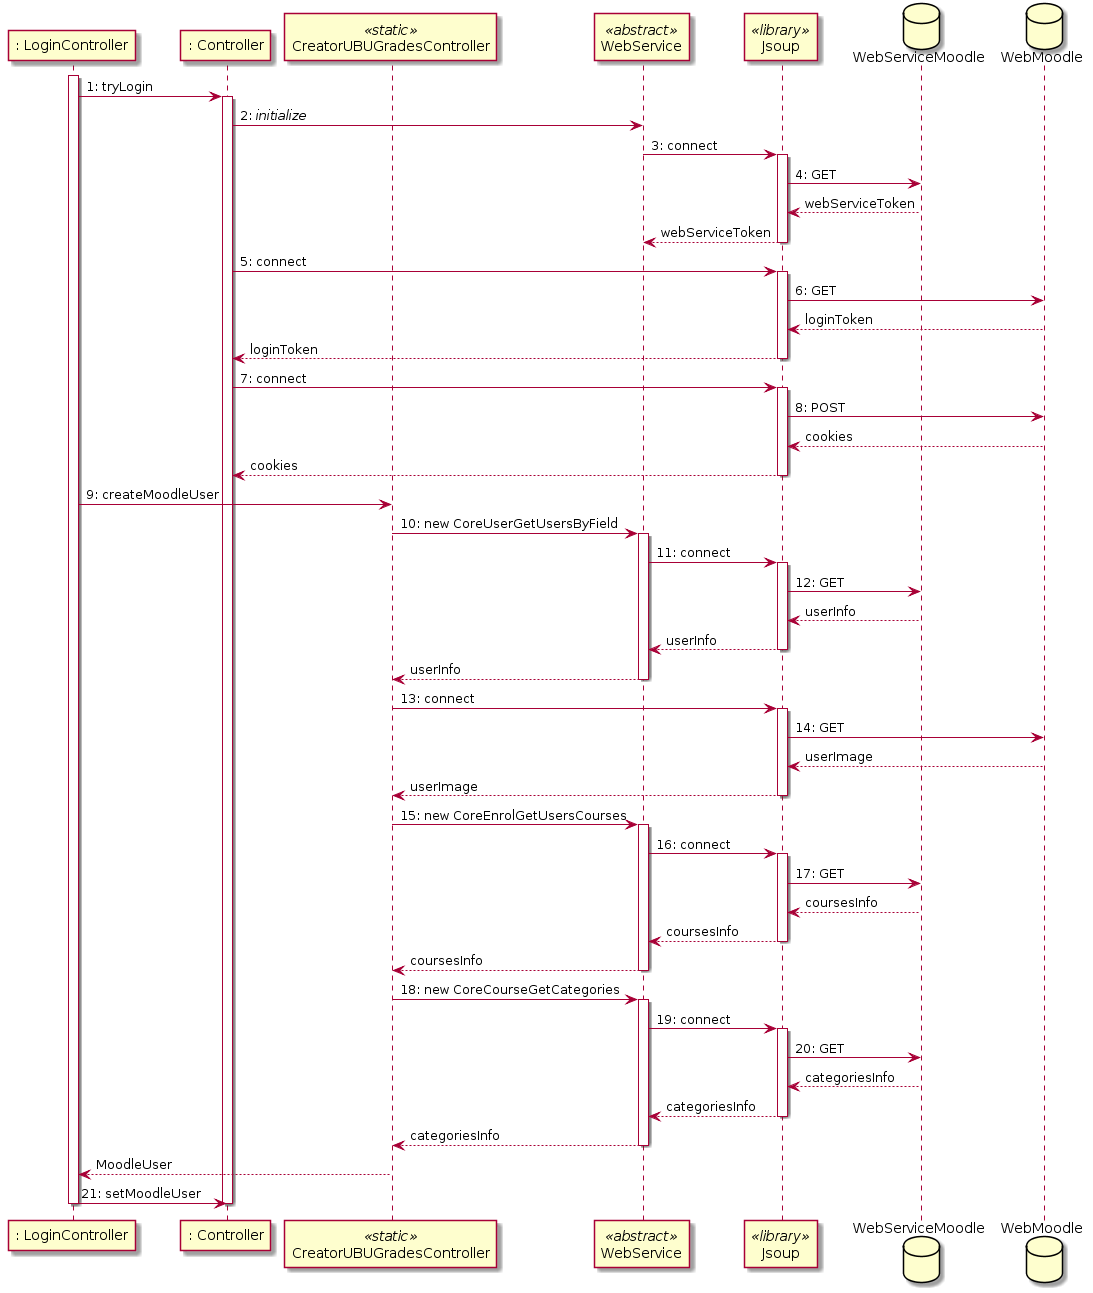 «static»
«abstract»
«library»
: LoginController
: Controller
CreatorUBUGradesController
WebService
Jsoup
WebServiceMoodle
WebMoodle
1: tryLogin
2: initialize
3: connect
4: GET
webServiceToken
webServiceToken
5: connect
6: GET
loginToken
loginToken
7: connect
8: POST
cookies
cookies
9: createMoodleUser
10: new CoreUserGetUsersByField
11: connect
12: GET
userInfo
userInfo
userInfo
13: connect
14: GET
userImage
userImage
15: new CoreEnrolGetUsersCourses
16: connect
17: GET
coursesInfo
coursesInfo
coursesInfo
18: new CoreCourseGetCategories
19: connect
20: GET
categoriesInfo
categoriesInfo
categoriesInfo
MoodleUser
21: setMoodleUser
: LoginController
: Controller
«static»
CreatorUBUGradesController
«abstract»
WebService
«library»
Jsoup
WebServiceMoodle
WebMoodle